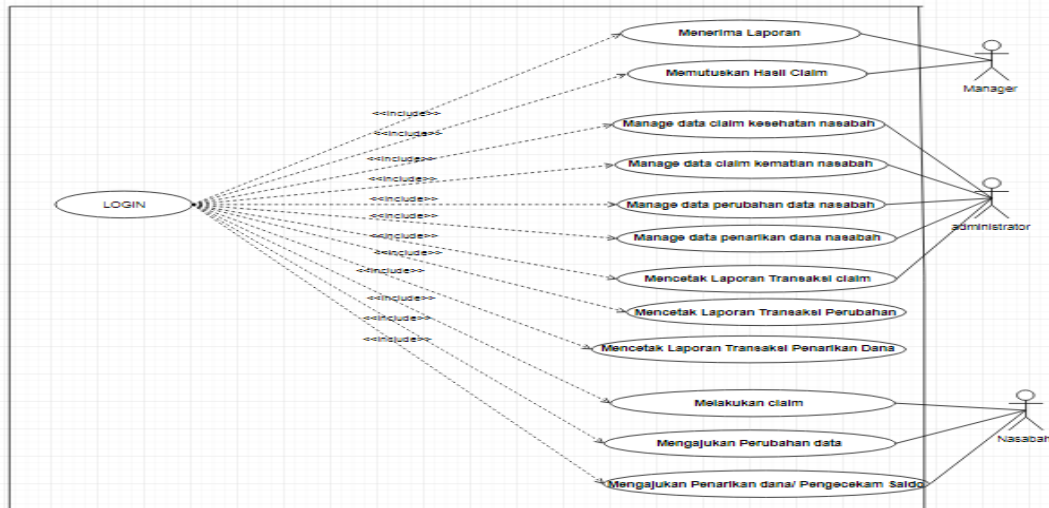 Menerima Laporan
Memutuskan Hasil Claim
Manager
<<include>>
<<include>>
Manage data claim kesehatan nasabah
<<include>>
Manage data claim kematian nasabah
<<include>>
LOGIN
<<include>>
Manage data perubahan data nasabah
<<include>>
administrator
<<include>>
Manage data penarikan dana nasabah
<<include>>
<<include>>
Mencetak Laporan Transaksi claim
<<include>>
Mencetak Laporan Transaksi Perubahan
<<include>>
<<include>>
Mencetak Laporan Transaksi Penarikan Dana
Melakukan claim
Mengajukan Perubahan data
Nasabah
Mengajukan Penarikan dana/ Pengecekam Saldo